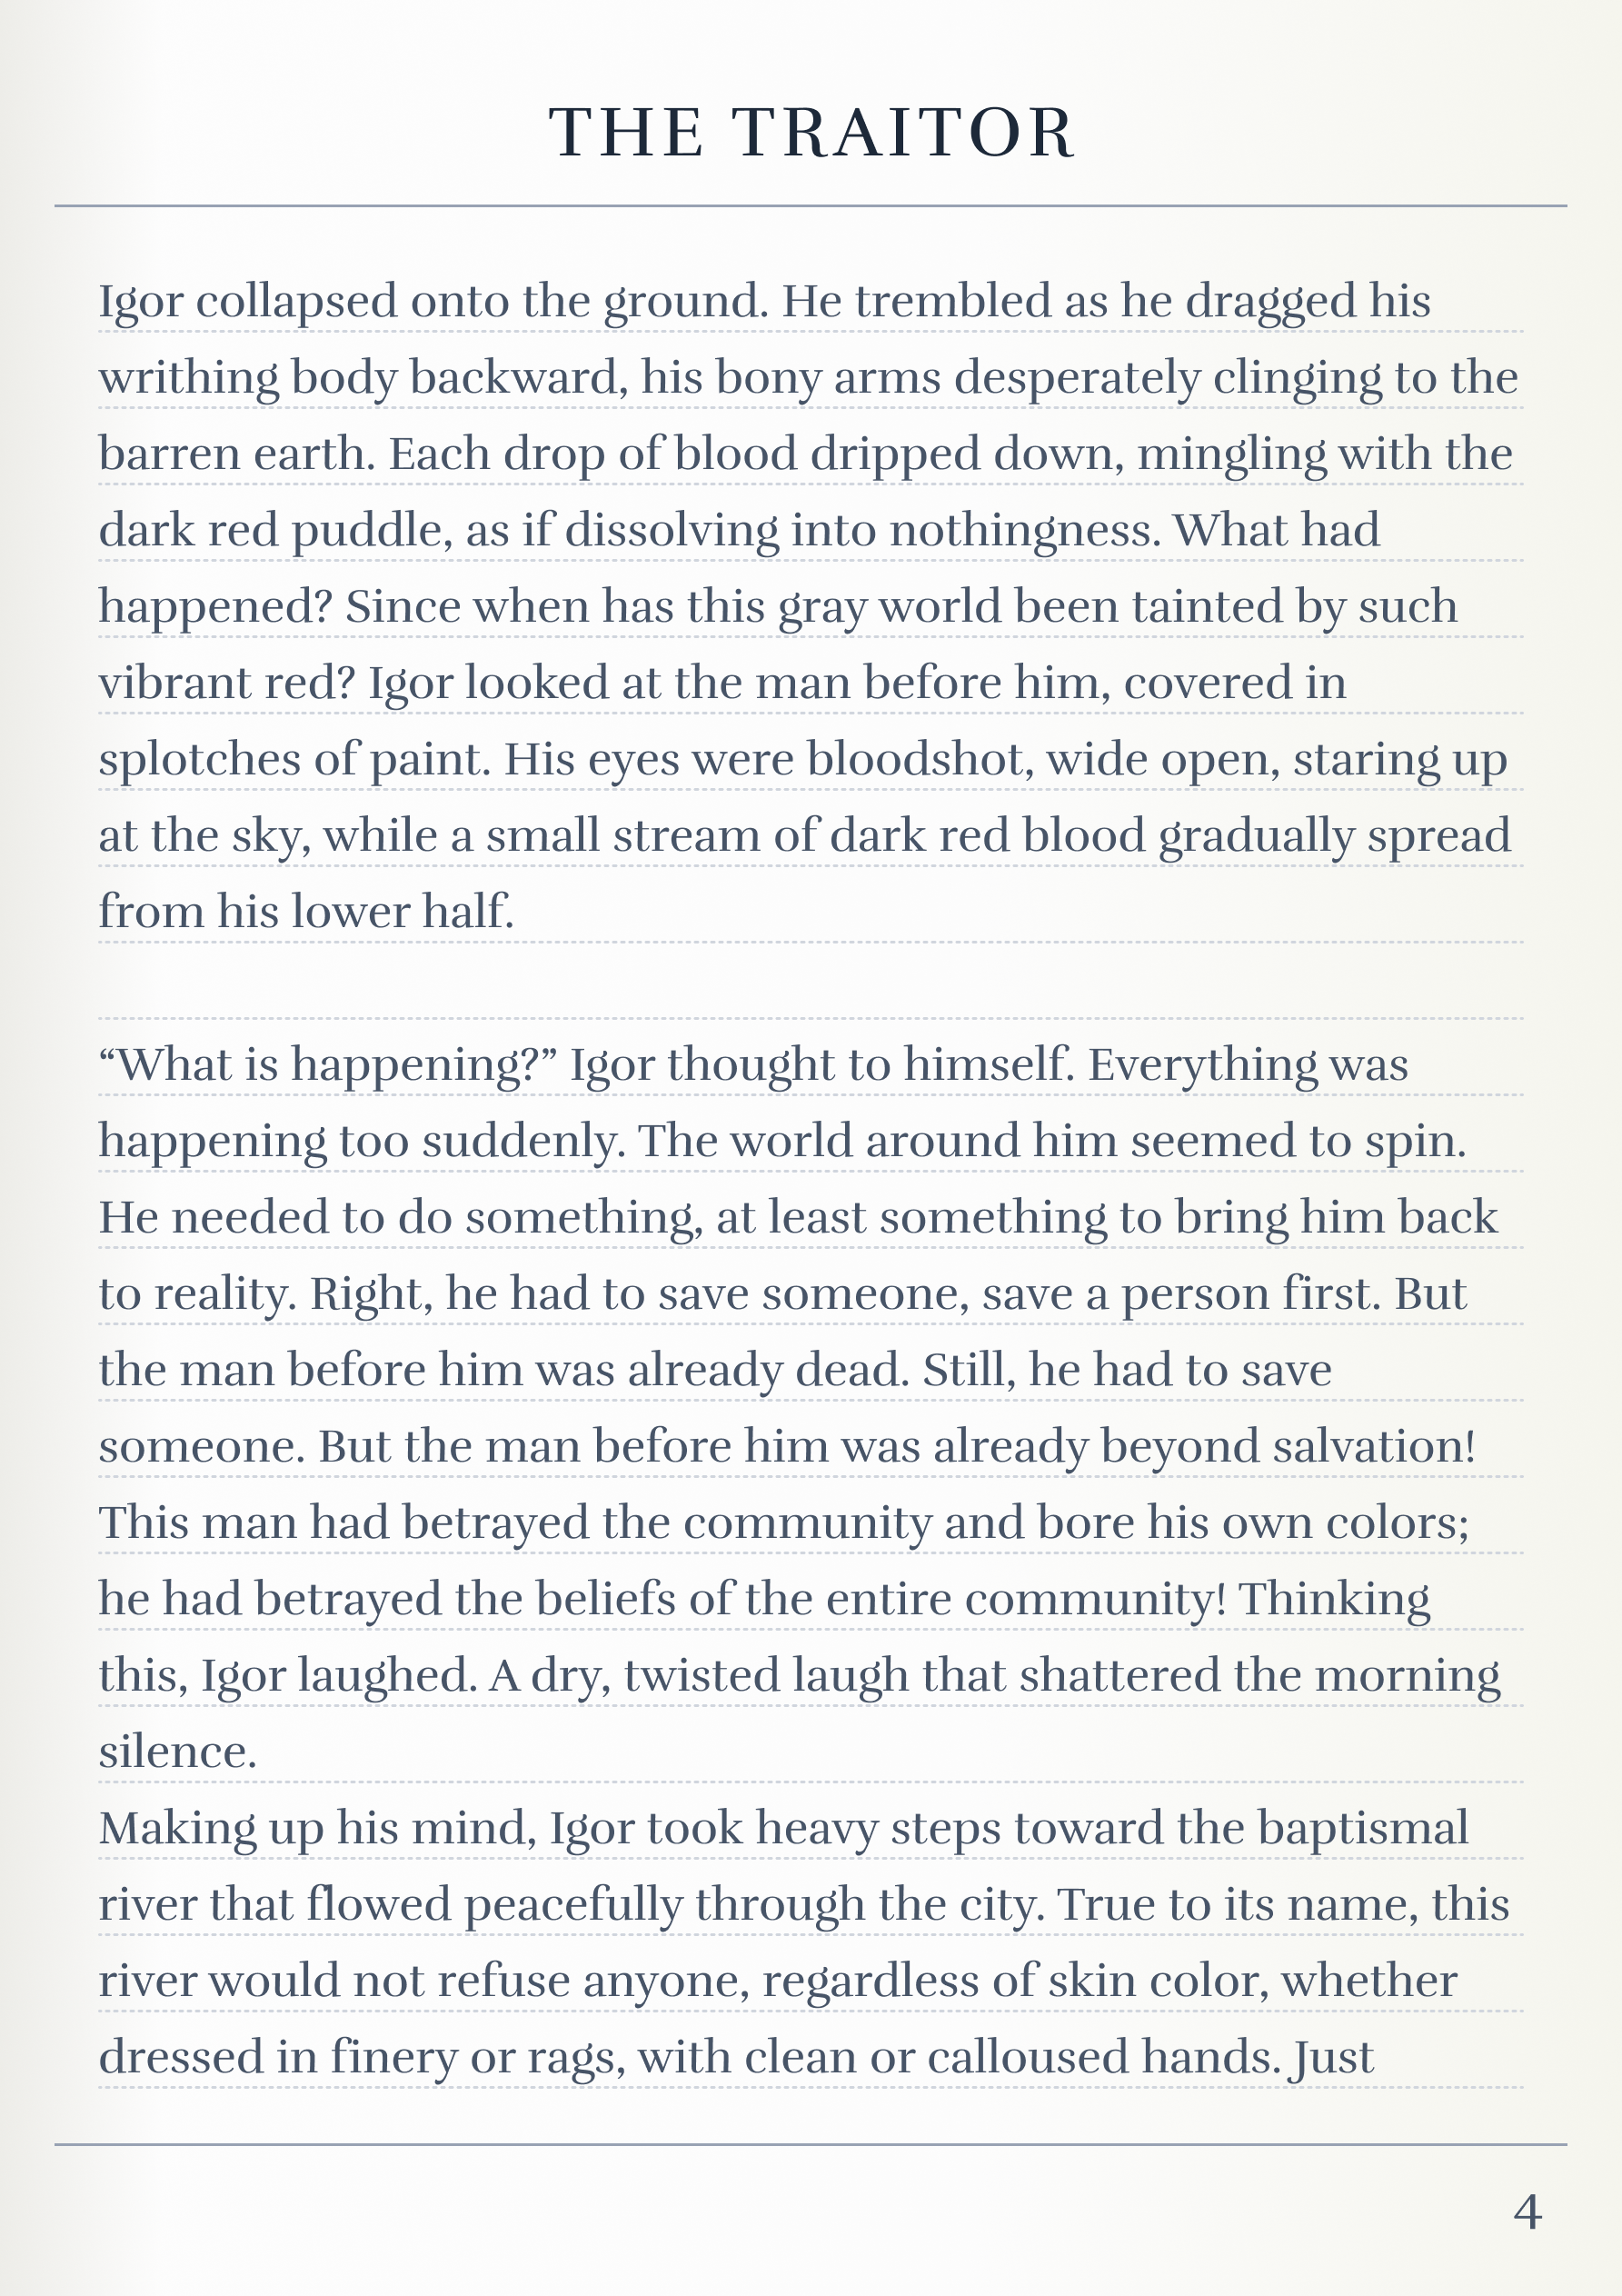 THE TRAITOR
Igor collapsed onto the ground. He trembled as he dragged his
writhing body backward, his bony arms desperately clinging to the
barren earth. Each drop of blood dripped down, mingling with the
dark red puddle, as if dissolving into nothingness. What had
happened? Since when has this gray world been tainted by such
vibrant red? Igor looked at the man before him, covered in
splotches of paint. His eyes were bloodshot, wide open, staring up
at the sky, while a small stream of dark red blood gradually spread
from his lower half.
“What is happening?” Igor thought to himself. Everything was
happening too suddenly. The world around him seemed to spin.
He needed to do something, at least something to bring him back
to reality. Right, he had to save someone, save a person first. But
the man before him was already dead. Still, he had to save
someone. But the man before him was already beyond salvation!
This man had betrayed the community and bore his own colors;
he had betrayed the beliefs of the entire community! Thinking
this, Igor laughed. A dry, twisted laugh that shattered the morning
silence.
Making up his mind, Igor took heavy steps toward the baptismal
river that flowed peacefully through the city. True to its name, this
river would not refuse anyone, regardless of skin color, whether
dressed in finery or rags, with clean or calloused hands. Just
4